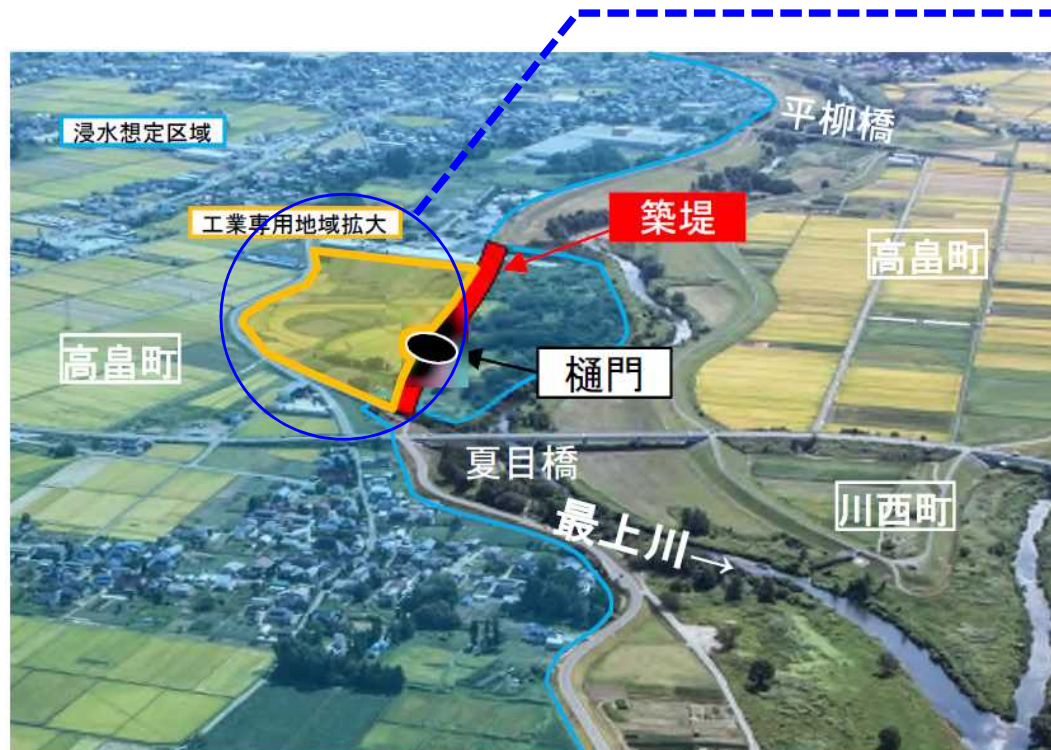 平柳橋
浸水想定区域
築堤
工業専用地域拡大
高畠町
高畠町
樋門
夏目橋
川西町
最上川→